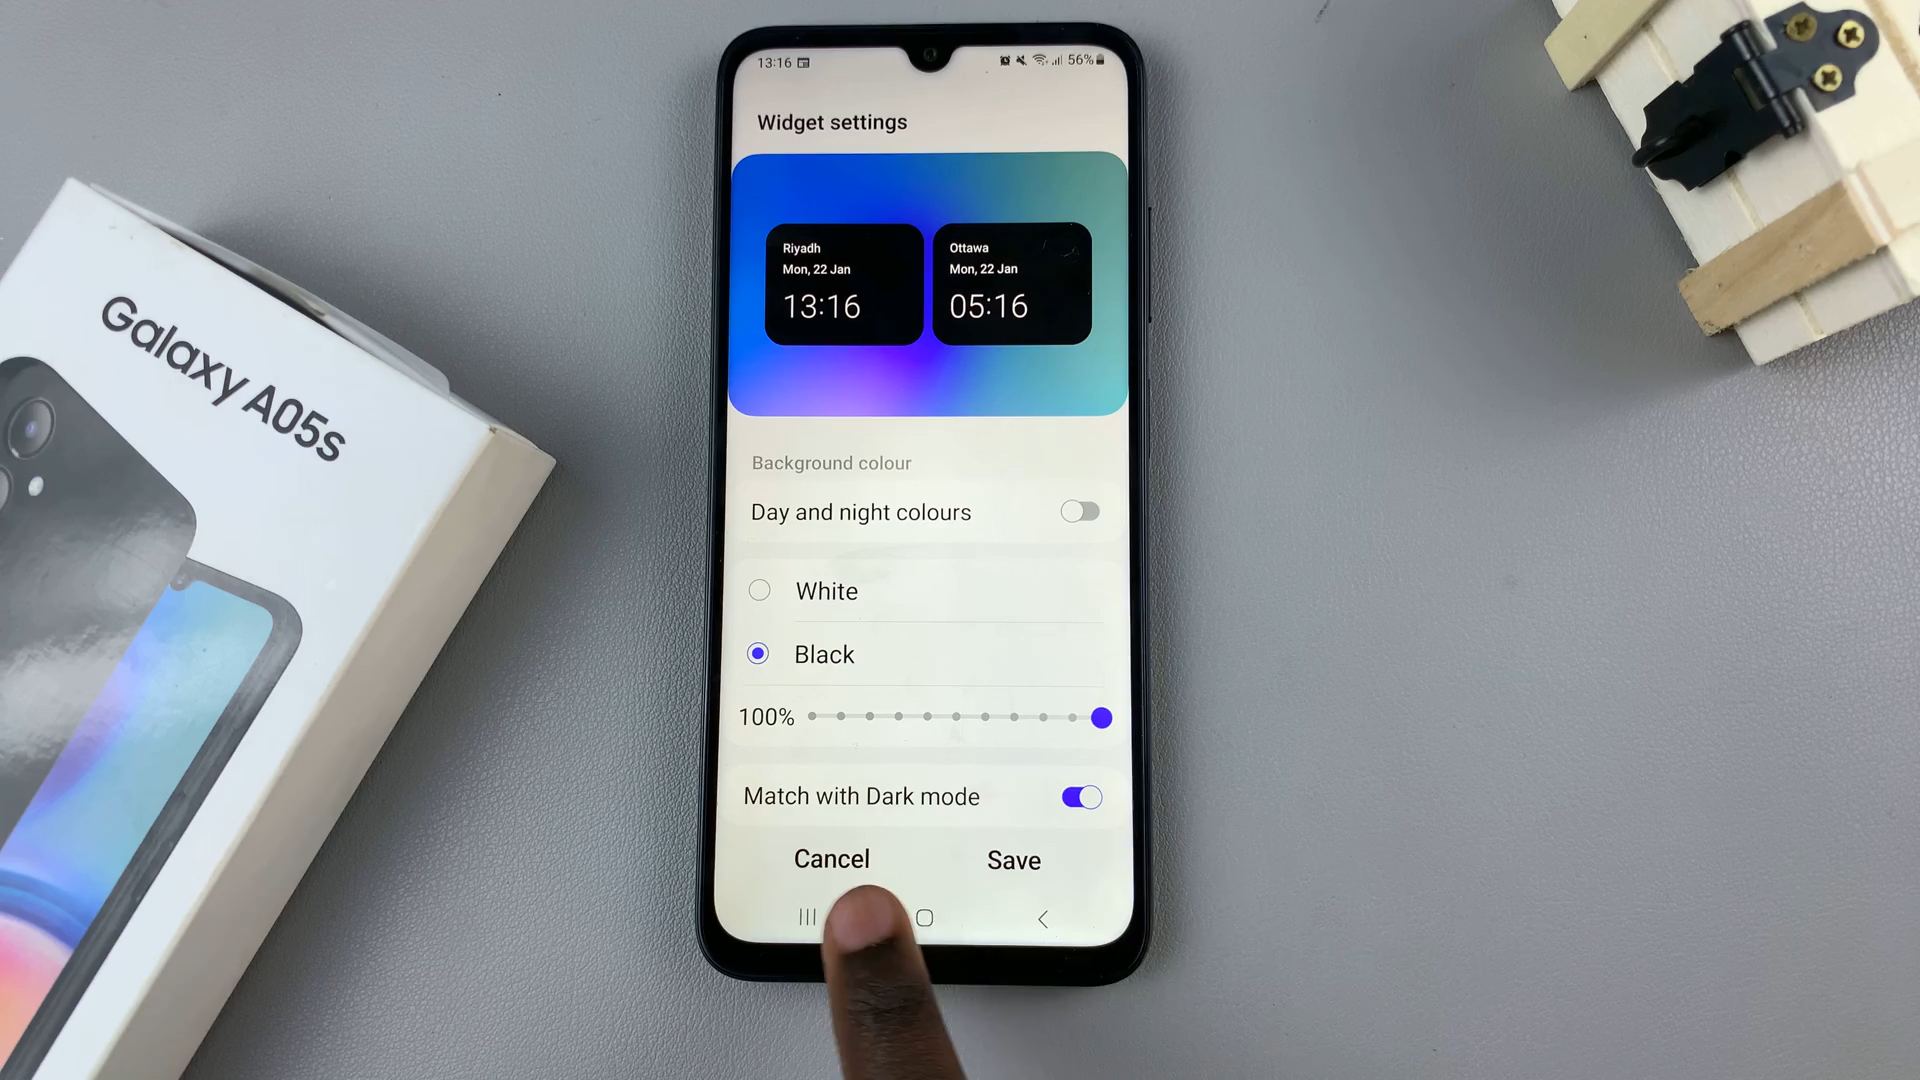 Galaxy A05s
13:16
56%
Widget settings
Riyadh
Mon, 22 Jan
13:16
Ottawa
Mon, 22 Jan
05:16
Background colour
Day and night colours
White
Black
100%
Match with Dark mode
Cancel
Save